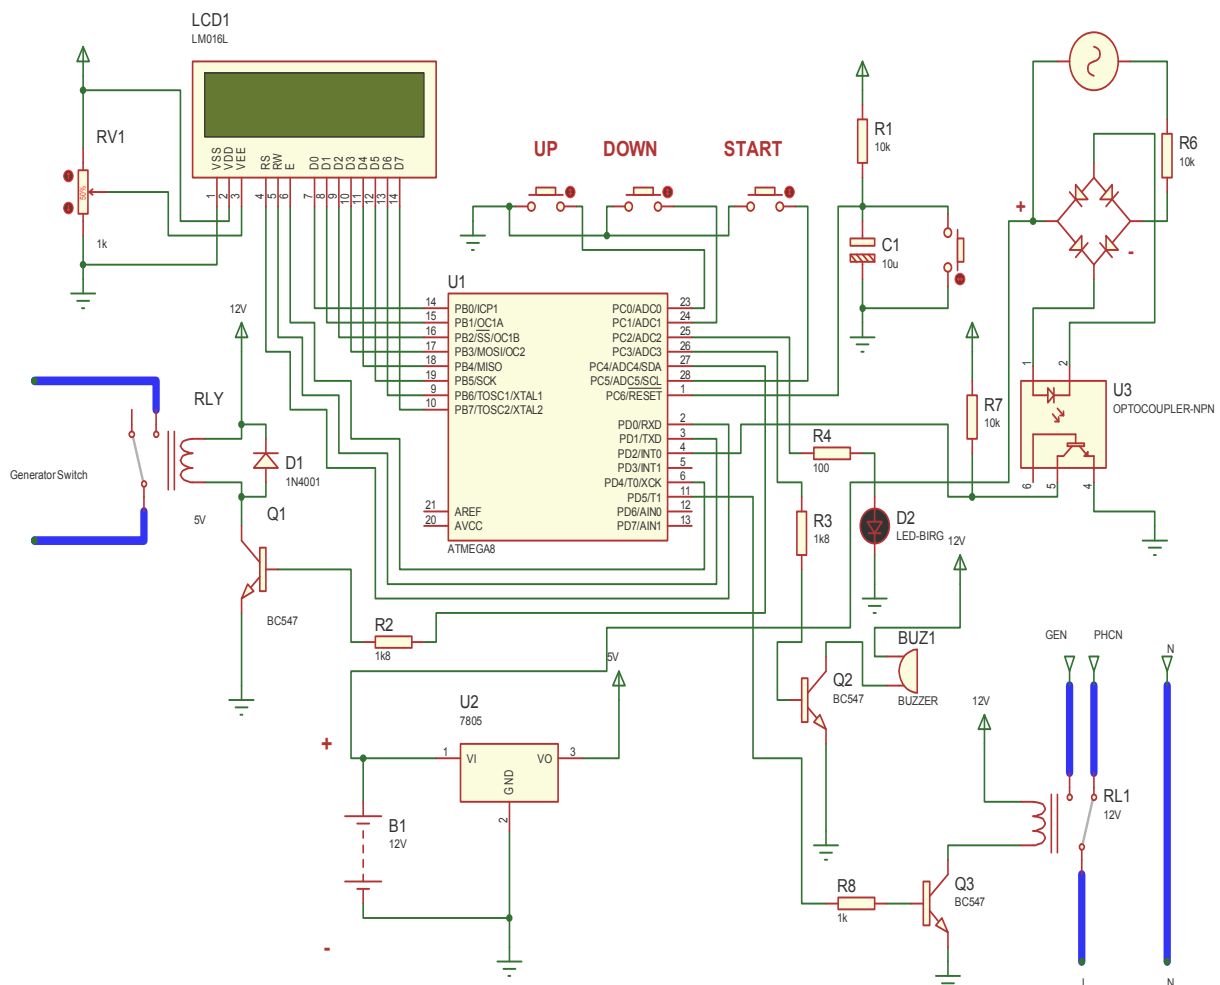 LCD1
LM016L
RV1
50%
1k
VSS
VDD
VEE
RS
RW
E
D0
D1
D2
D3
D4
D5
D6
D7
1
2
3
4
5
6
7
8
9
10
11
12
13
14
UP DOWN START
R1
10k
C1
10u
R6
10k
+
-
U1
14 PB0/ICP1
15 PB1/OC1A
16 PB2/SS/OC1B
17 PB3/MOSI/OC2
18 PB4/MISO
19 PB5/SCK
9 PB6/TOSC1/XTAL1
10 PB7/TOSC2/XTAL2
21 AREF
20 AVCC
PC0/ADC0 23
PC1/ADC1 24
PC2/ADC2 25
PC3/ADC3 26
PC4/ADC4/SDA 27
PC5/ADC5/SCL 28
PC6/RESET 1
PD0/RXD 2
PD1/TXD 3
PD2/INT0 4
PD3/INT1 5
PD4/T0/XCK 6
PD5/T1 11
PD6/AIN0 12
PD7/AIN1 13
ATMEGA8
12V
RLY
Generator Switch
5V
D1
1N4001
Q1
BC547
R2
1k8
R4
100
R3
1k8
D2
LED-BIRG
R7
10k
1
2
U3
OPTOCOUPLER-NPN
6
5
4
12V
BUZ1
BUZZER
Q2
BC547
5V
U2
7805
1 VI
VO 3
GND
2
+
B1
12V
-
GEN PHCN N
12V
RL1
12V
R8
1k
Q3
BC547
L N